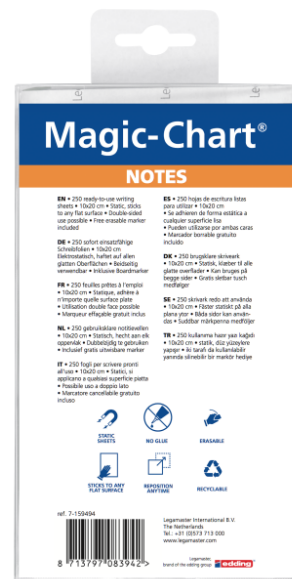 Magic-Chart®
NOTES
EN • 250 ready-to-use writing
sheets • 10x20 cm • Static, sticks
to any flat surface • Double-sided
use possible • Free erasable marker
included
DE • 250 sofort einsatzfähige
Schreibfolien • 10x20 cm
Elektrostatisch, haftet auf allen
glatten Oberflächen • Beidseitig
verwendbar • Inklusive Boardmarker
FR • 250 feuilles prêtes à l'emploi
• 10x20 cm • Statique, adhère à
n'importe quelle surface plate
• Utilisation double face possible
• Marqueur effaçable gratuit inclus
NL • 250 gebruiksklare notitievellen
• 10x20 cm • Statisch, hecht aan elk
oppervlak • Dubbelzijdig te gebruiken
• Inclusief gratis uitwisbare marker
IT • 250 fogli per scrivere pronti
all'uso • 10x20 cm • Statici, si
applicano a quabiasi superficie piatta
• Possibile uso a doppio lato
• Marcatore cancellabile gratuito
incluso
ES • 250 hojas de escritura listas
para utilizar • 10x20 cm
• Se adhieren de forma estática a
cualquier superficie lisa
• Pueden utilizarse por ambas caras
• Marcador borrable gratuito
incluido
DK • 250 brugsklare skriveark
• 10x20 cm • Statisk, klæber til alle
glatte overflader • Kan bruges på
begge sider • Gratis sletbar tusch
medfølger
SE • 250 skrivark redo att använda
• 10x20 cm • Fäster statiskt på alla
plana ytor • Båda sidor kan använ-
das • Suddbar märkpenna medföljer
TR • 250 kullanıma hazır yazı kağıdı
• 10x20 cm • statik, düz yüzeylere
yapışır • iki tarafı da kullanılabilir
yanında silinebilir bir markör hediye
STATIC
SHEETS
NO GLUE
ERASABLE
STICKS TO ANY
FLAT SURFACE
REPOSITION
ANYTIME
RECYCLABLE
ref. 7-159494
8 713797 083942 >
Legamaster International B.V.
The Netherlands
Tel.: +31 (0)573 713 000
www.legamaster.com
Legamaster,
brand of the edding group
edding